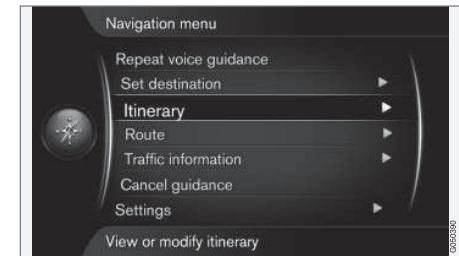 Navigation menu
Repeat voice guidance
Set destination
Itinerary
Route
Traffic information
Cancel guidance
Settings
View or modify itinerary
G050390